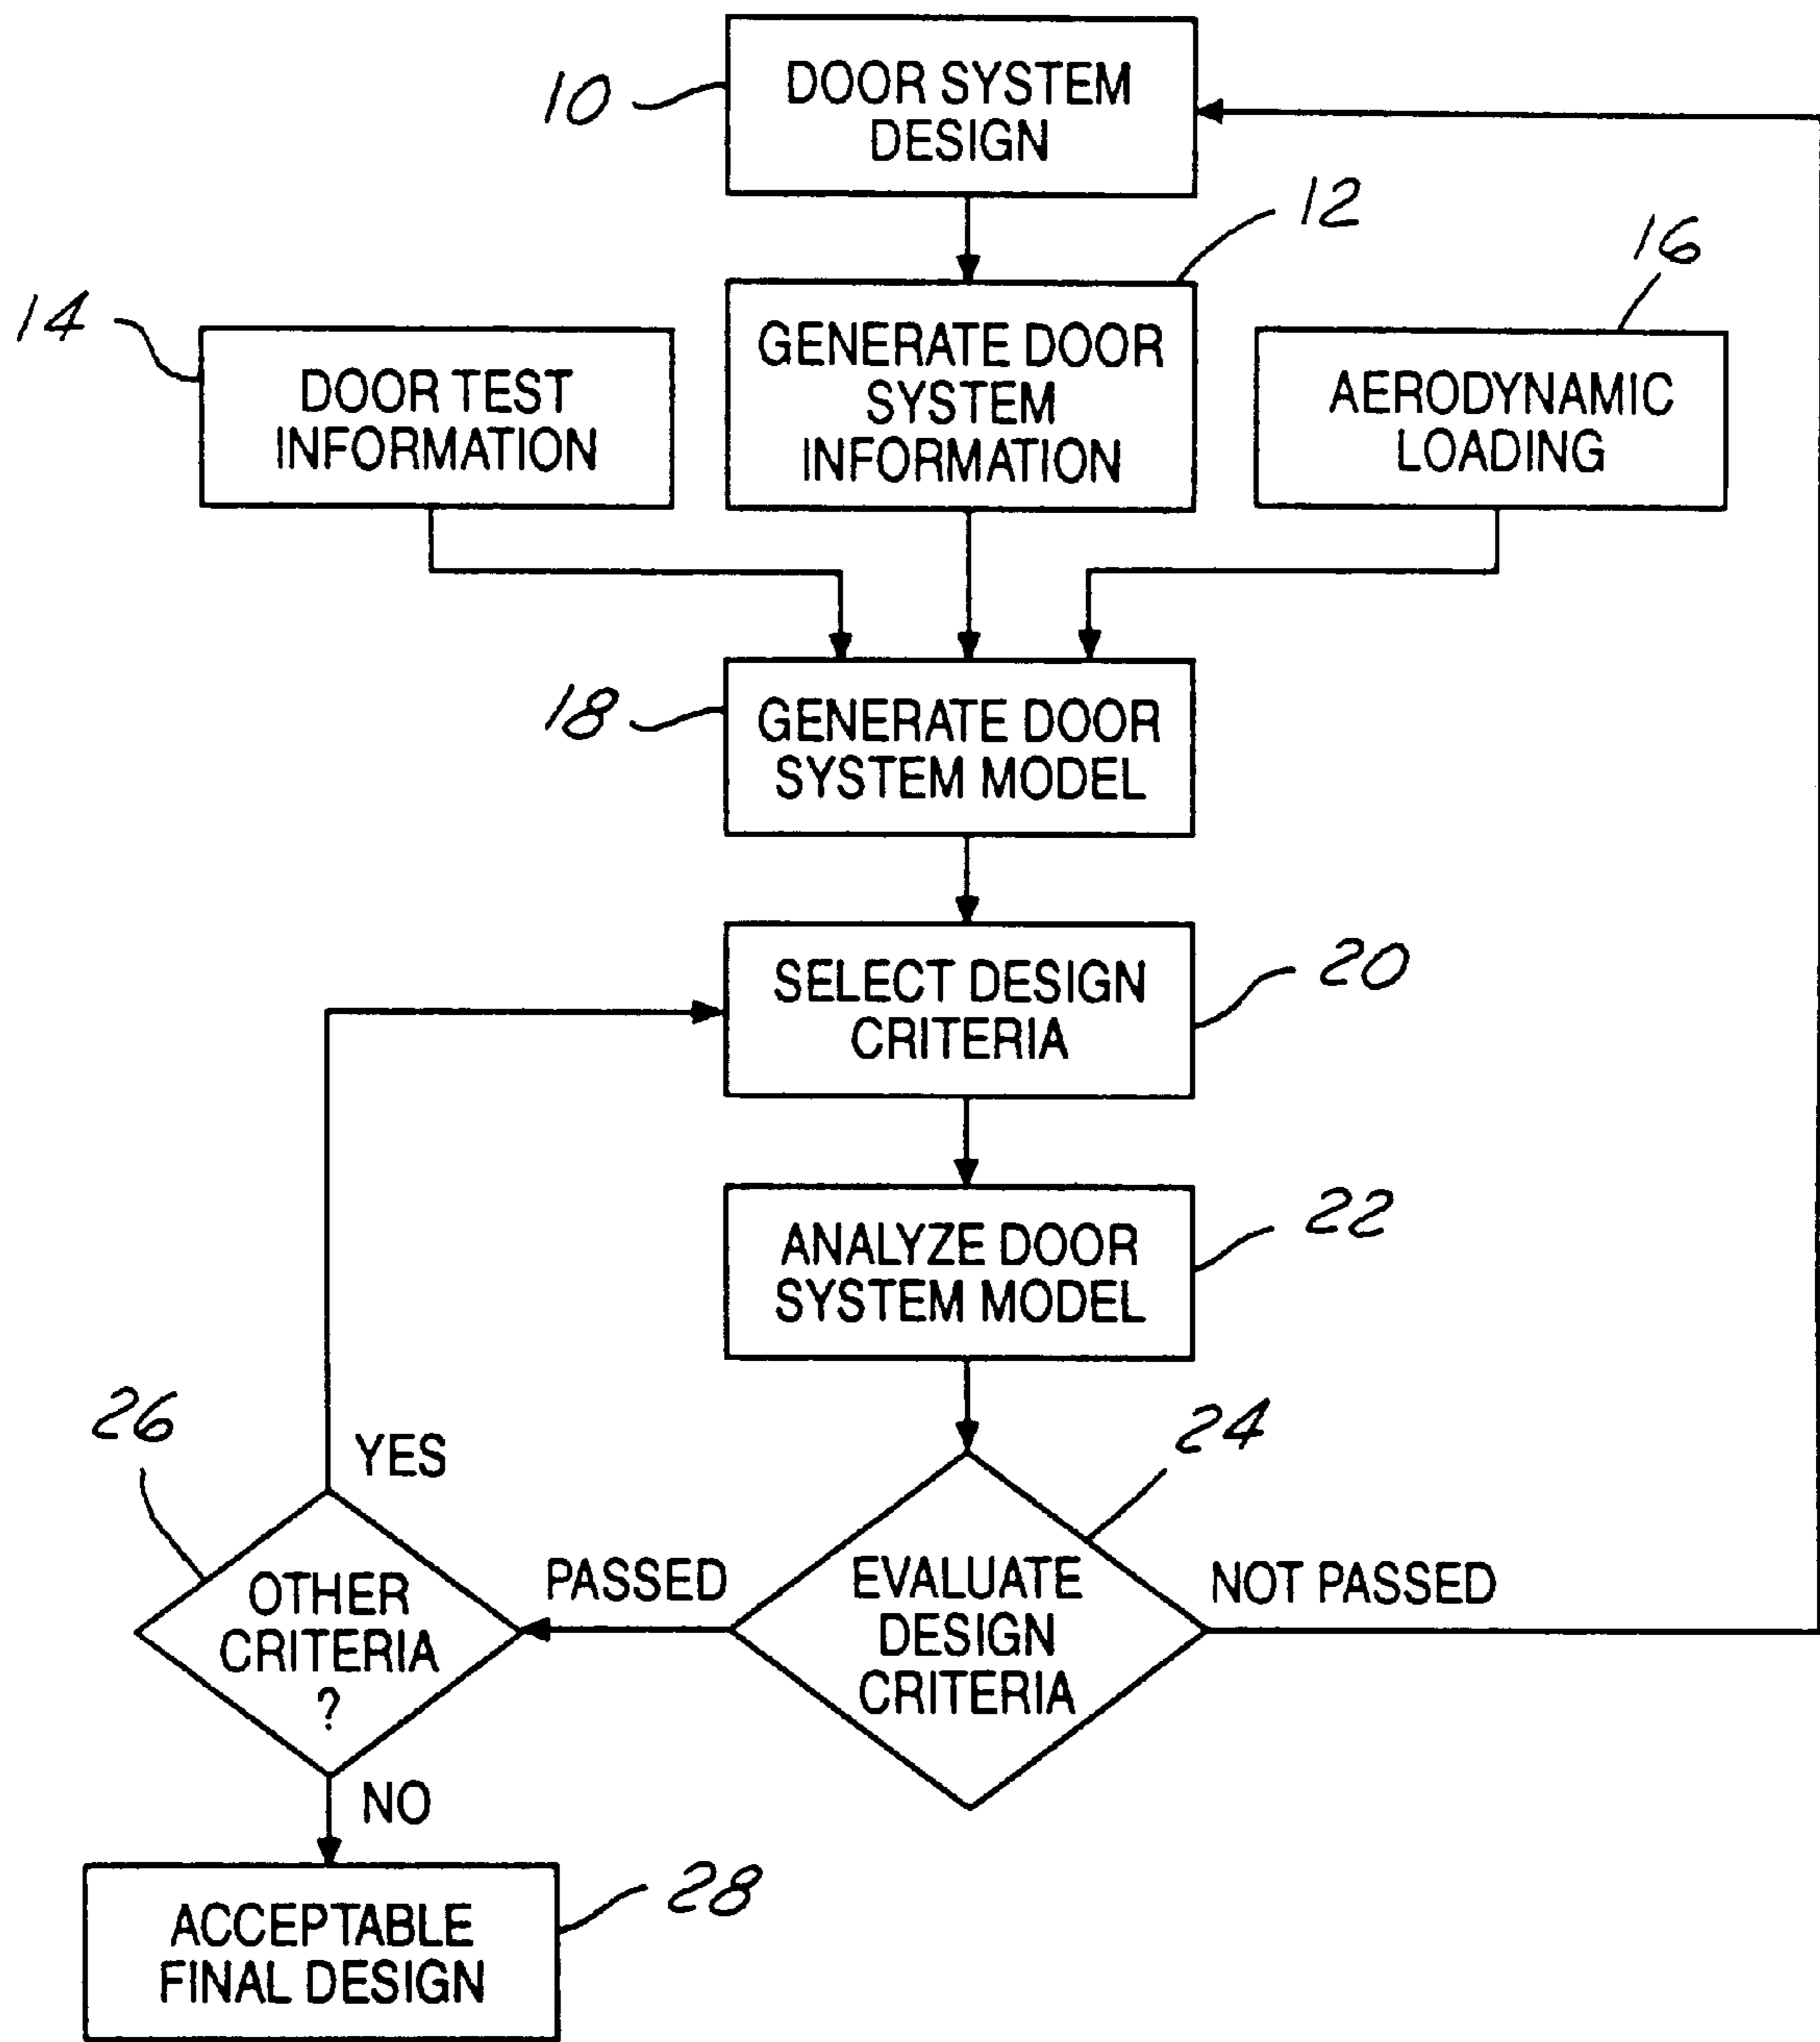 10
DOOR SYSTEM
DESIGN
12
16
14
DOOR TEST
INFORMATION
GENERATE DOOR
SYSTEM
INFORMATION
AERODYNAMIC
LOADING
18
GENERATE DOOR
SYSTEM MODEL
SELECT DESIGN
CRITERIA
20
ANALYZE DOOR
SYSTEM MODEL
22
26
YES
24
OTHER
CRITERIA
?
PASSED
EVALUATE
DESIGN
CRITERIA
NOT PASSED
NO
ACCEPTABLE
FINAL DESIGN
28